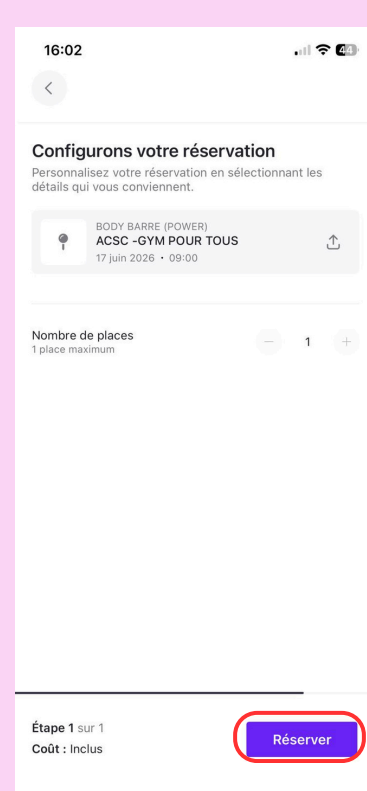 16:02
44
Configurons votre réservation
Personnalisez votre réservation en sélectionnant les
détails qui vous conviennent.
BODY BARRE (POWER)
ACSC -GYM POUR TOUS
17 juin 2026 • 09:00
Nombre de places
1 place maximum
− 1 +
Étape 1 sur 1
Coût : Inclus
Réserver